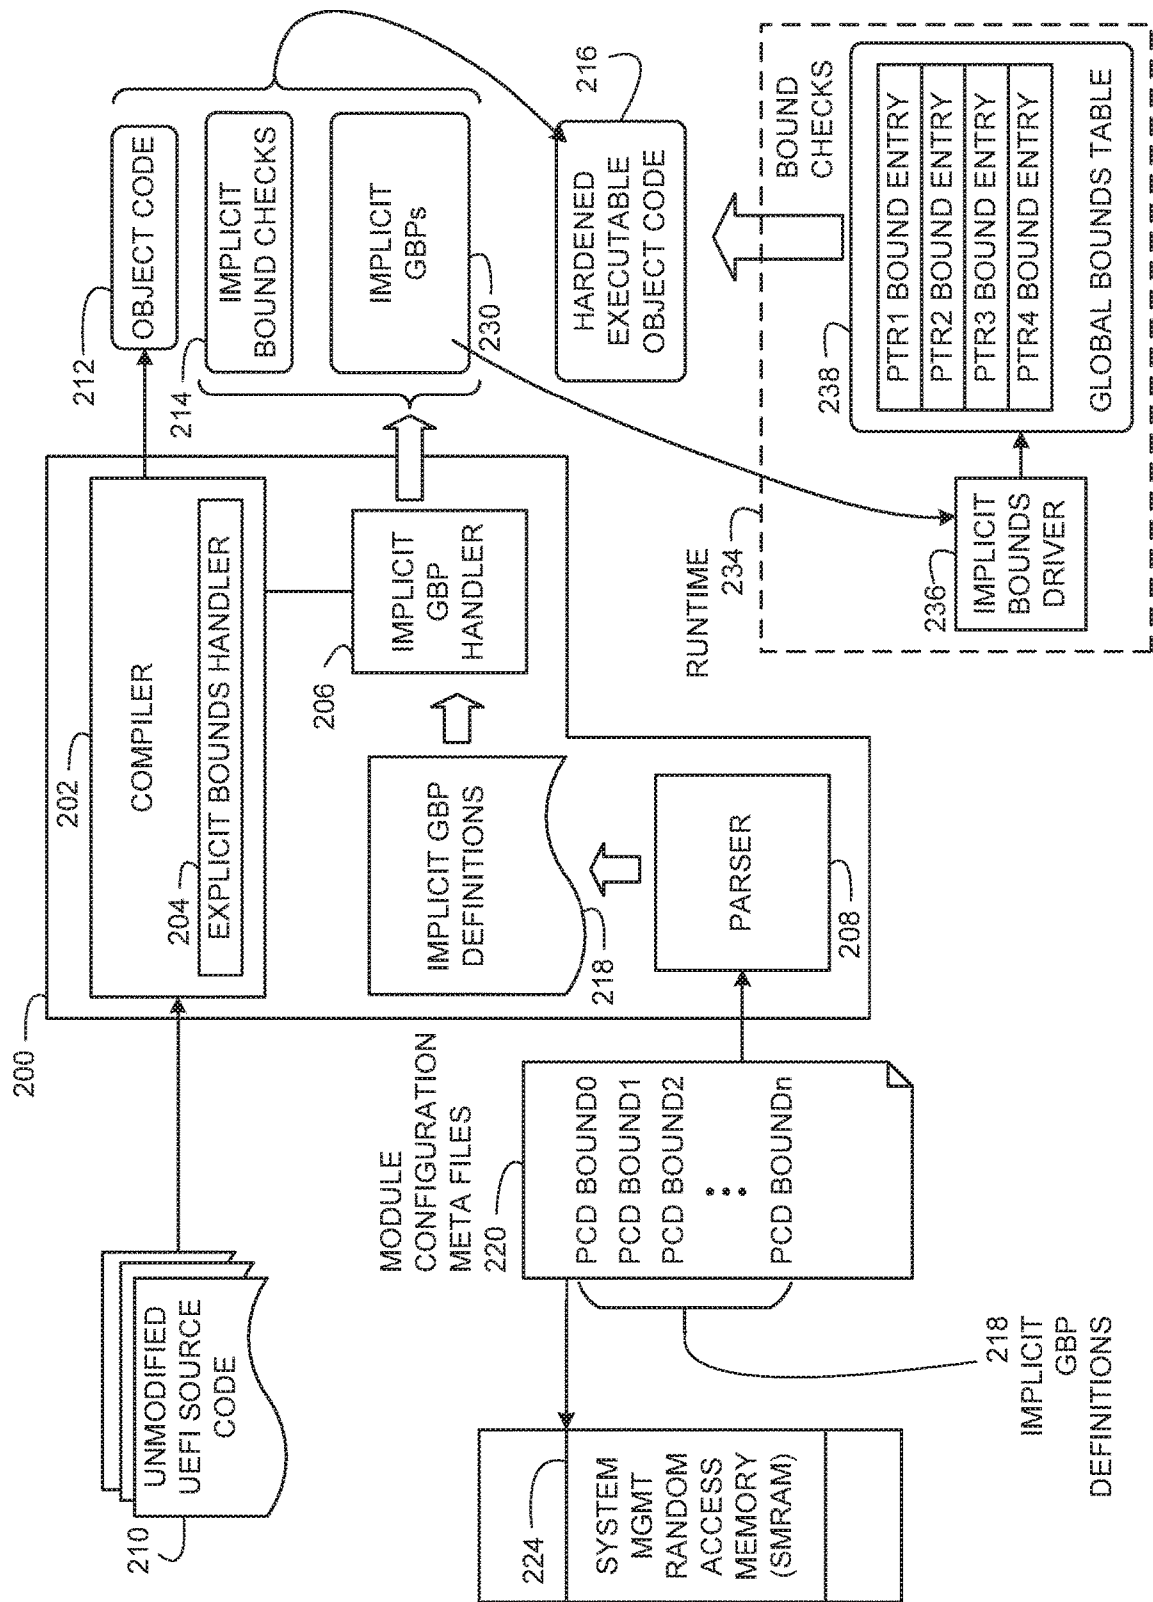 200
202
COMPILER
204
EXPLICIT BOUNDS HANDLER
210
UNMODIFIED
UEFI SOURCE
CODE
212
OBJECT CODE
214
IMPLICIT
BOUND CHECKS
IMPLICIT
GBPs
230
206
IMPLICIT
GBP
HANDLER
IMPLICIT GBP
DEFINITIONS
218
PARSER
208
MODULE
CONFIGURATION
META FILES
220
PCD BOUND0
PCD BOUND1
PCD BOUND2
•••
PCD BOUNDn
224
SYSTEM
MGMT
RANDOM
ACCESS
MEMORY
(SMRAM)
218
IMPLICIT
GBP
DEFINITIONS
216
HARDENED
EXECUTABLE
OBJECT CODE
RUNTIME
234
BOUND
CHECKS
236
IMPLICIT
BOUNDS
DRIVER
238
PTR1 BOUND ENTRY
PTR2 BOUND ENTRY
PTR3 BOUND ENTRY
PTR4 BOUND ENTRY
GLOBAL BOUNDS TABLE